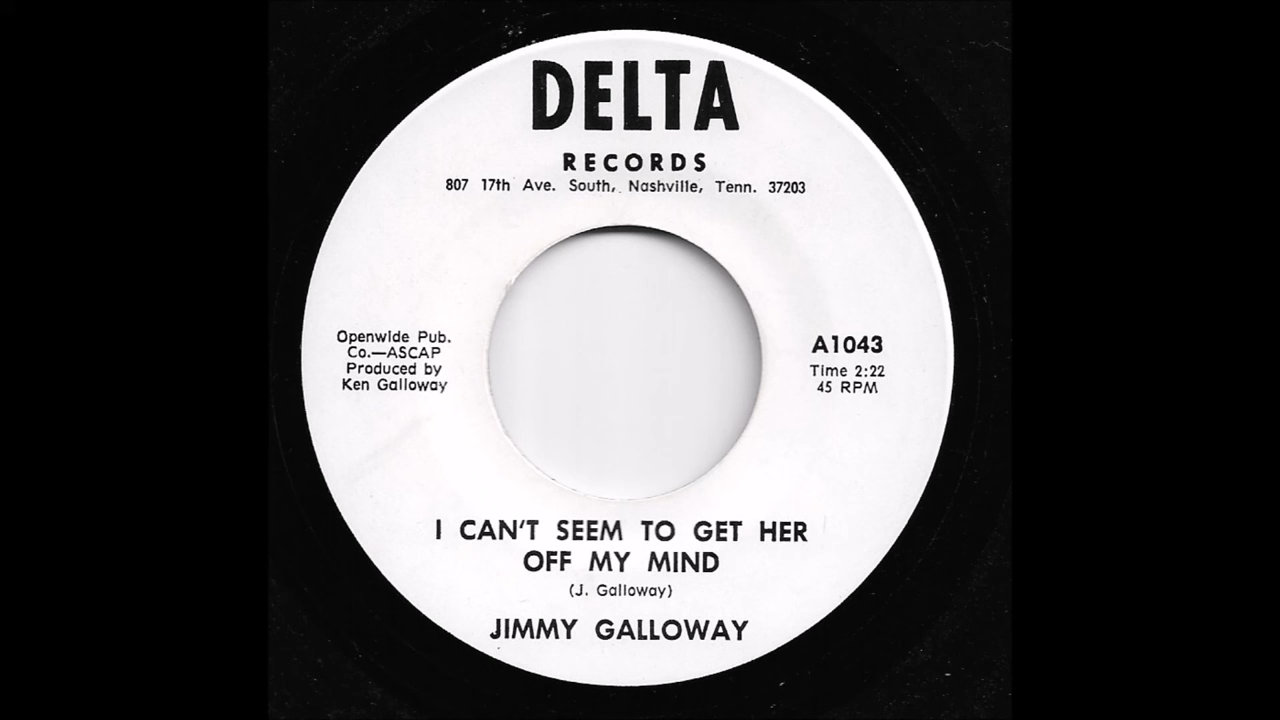 DELTA
RECORDS
807 17th Ave. South, Nashville, Tenn. 37203
Openwide Pub.
Co.—ASCAP
Produced by
Ken Galloway
A1043
Time 2:22
45 RPM
I CAN'T SEEM TO GET HER
OFF MY MIND
(J. Galloway)
JIMMY GALLOWAY